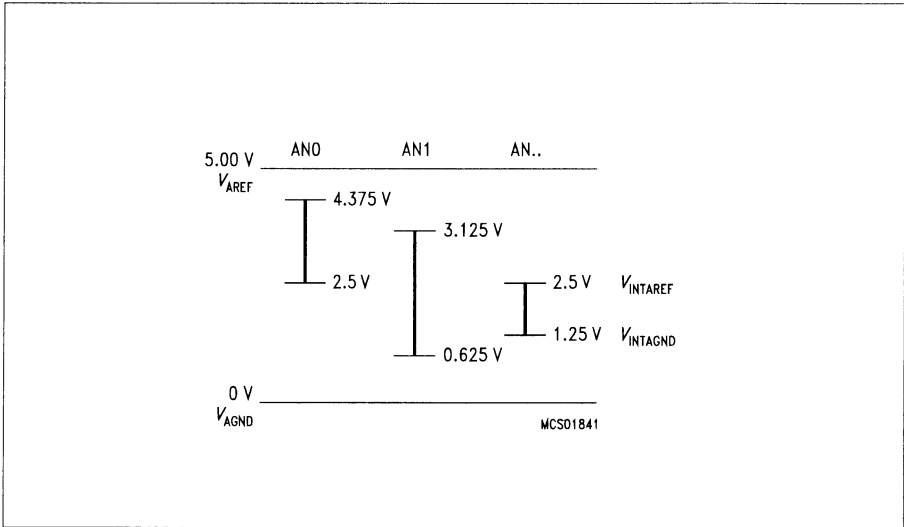 AN0 AN1 AN..
5.00 V
VAREF
4.375 V
3.125 V
2.5 V
2.5 V VINTAREF
1.25 V VINTAGND
0.625 V
0 V
VAGND
MCS01841